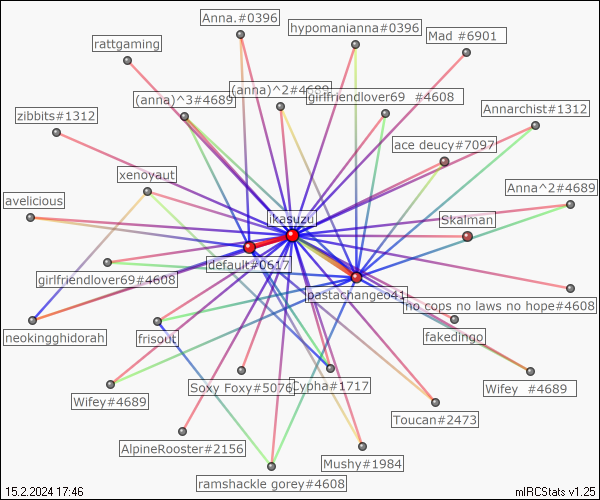 Anna.#0396
hypomanianna#0396
Mad #6901
rattgaming
(anna)^3#4689
(anna)^2#4689
girlfriendlover69 #4608
Annarchist#1312
zibbits#1312
ace deucy#7097
xenoyaut
Anna^2#4689
avelicious
ikasuzu
Skalman
default#0617
girlfriendlover69#4608
pastachangeo41
no cops no laws no hope#4608
neokingghidorah
frisout
fakedingo
Soxy Foxy#5076
Cypha#1717
Wifey #4689
Wifey#4689
Toucan#2473
AlpineRooster#2156
Mushy#1984
ramshackle gorey#4608
15.2.2024 17:46
mIRCStats v1.25